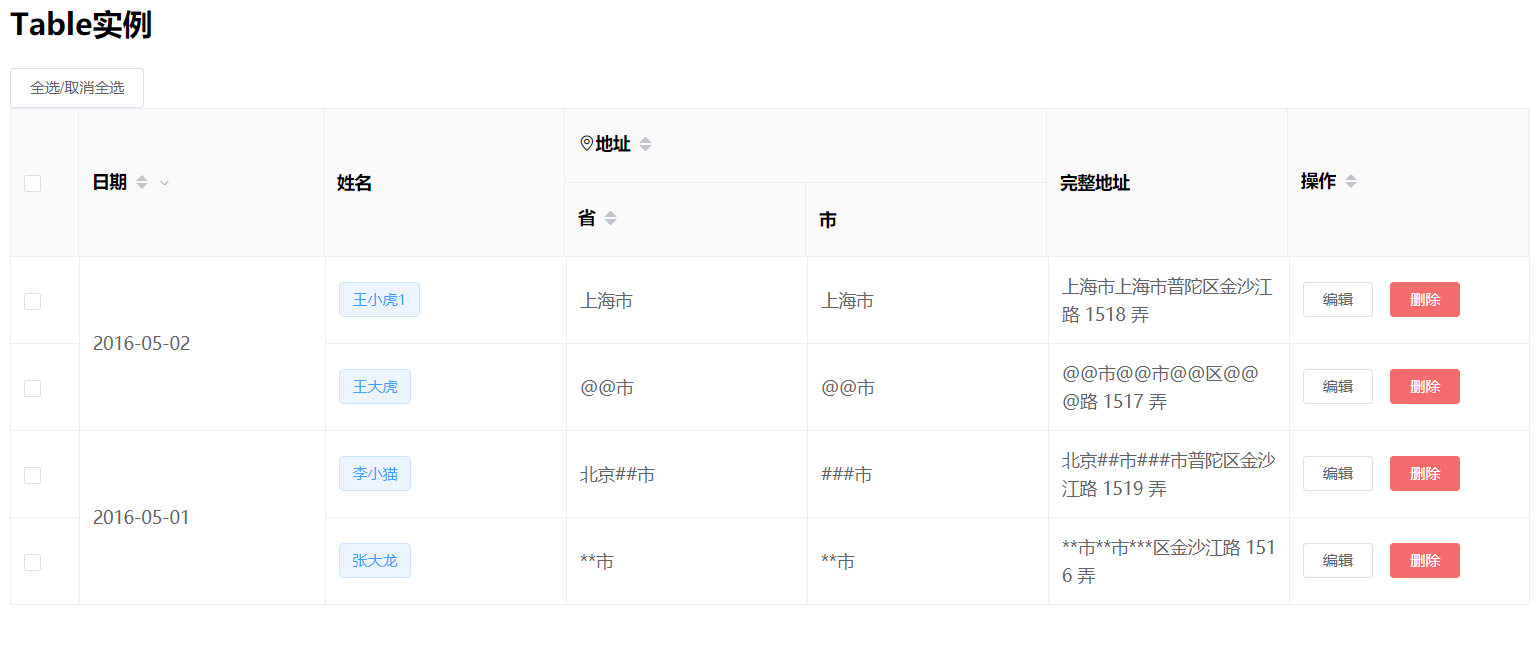 Table实例
全选/取消全选
日期
姓名
地址
省
市
完整地址
操作
2016-05-02
王小虎1
上海市
上海市
上海市上海市普陀区金沙江
路 1518 弄
编辑
删除
王大虎
@@市
@@市
@@市@@市@@区@@
@路 1517 弄
编辑
删除
2016-05-01
李小猫
北京##市
###市
北京##市###市普陀区金沙
江路 1519 弄
编辑
删除
张大龙
**市
**市
**市**市***区金沙江路 151
6 弄
编辑
删除